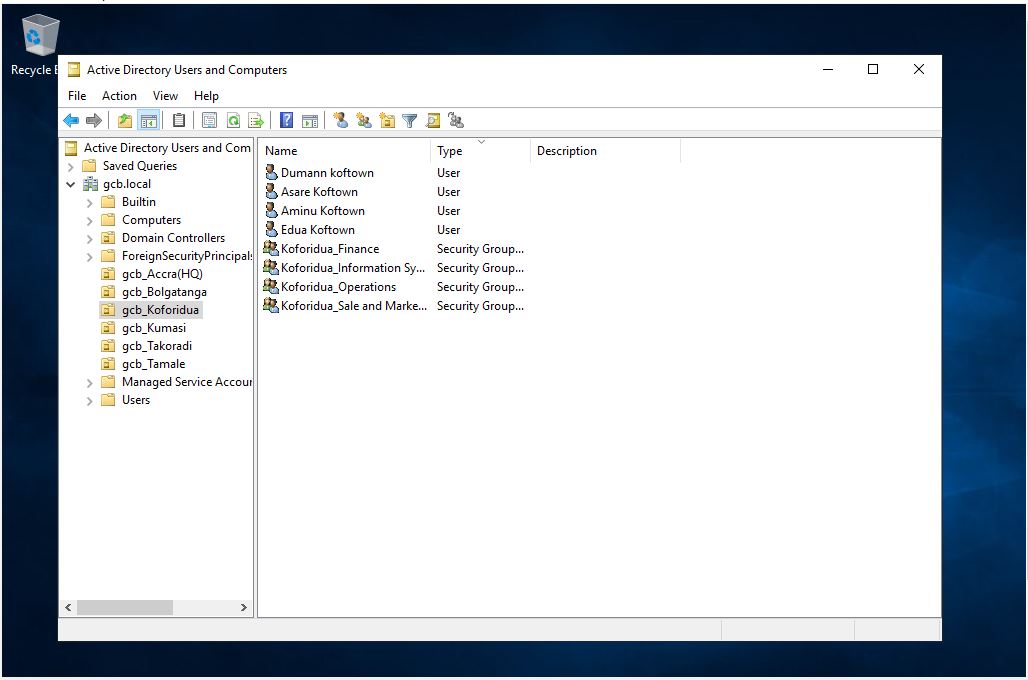 Recycle B
Active Directory Users and Computers
File Action View Help
Active Directory Users and Com
Saved Queries
gcb.local
Builtin
Computers
Domain Controllers
ForeignSecurityPrincipals
gcb_Accra(HQ)
gcb_Bolgatanga
gcb_Koforidua
gcb_Kumasi
gcb_Takoradi
gcb_Tamale
Managed Service Accour
Users
Name Type Description
Dumann koftown User
Asare Koftown User
Aminu Koftown User
Edua Koftown User
Koforidua_Finance Security Group...
Koforidua_Information Sy... Security Group...
Koforidua_Operations Security Group...
Koforidua_Sale and Marke... Security Group...